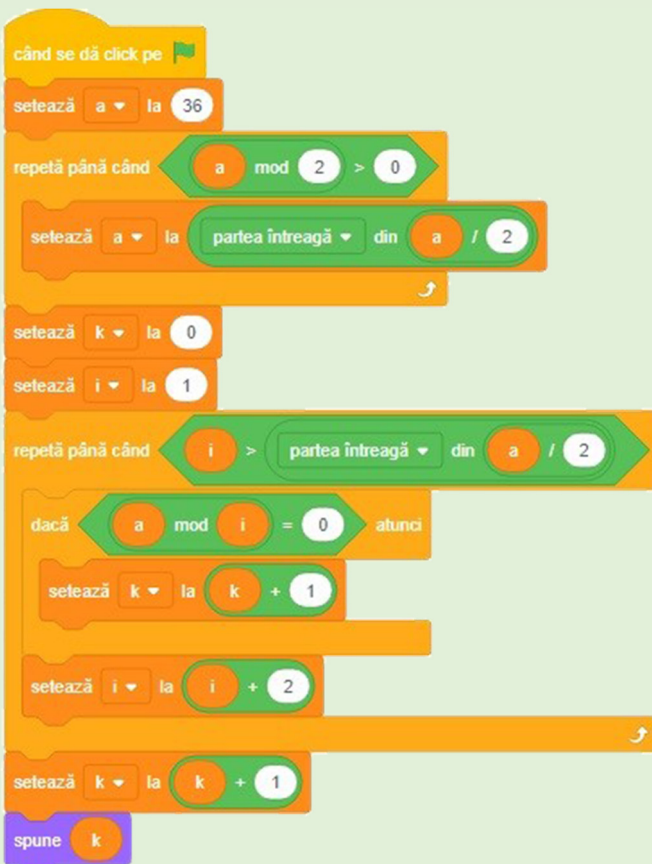 când se dă click pe
setează a la 36
repetă până când a mod 2 > 0
setează a la partea întreagă din a / 2
setează k la 0
setează i la 1
repetă până când i > partea întreagă din a / 2
dacă a mod i = 0 atunci
setează k la k + 1
setează i la i + 2
setează k la k + 1
spune k